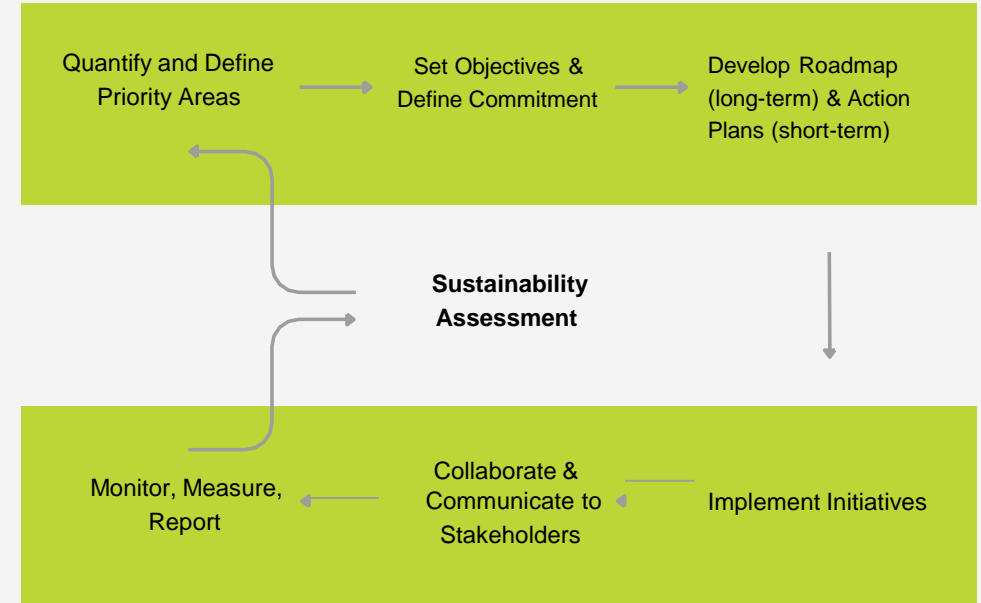 Quantify and Define
Priority Areas
Set Objectives &
Define Commitment
Develop Roadmap
(long-term) & Action
Plans (short-term)
Sustainability
Assessment
Monitor, Measure,
Report
Collaborate &
Communicate to
Stakeholders
Implement Initiatives